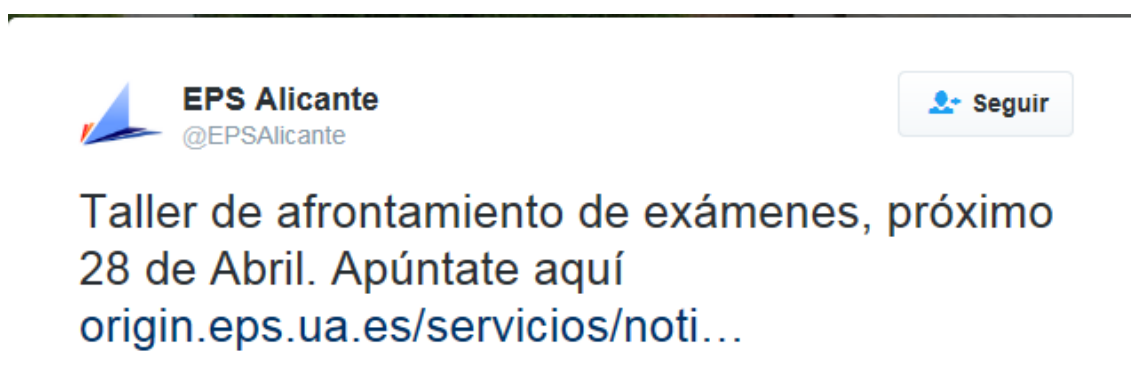 EPS Alicante
@EPSAlicante
Seguir
Taller de afrontamiento de exámenes, próximo
28 de Abril. Apúntate aquí
origin.eps.ua.es/servicios/noti…